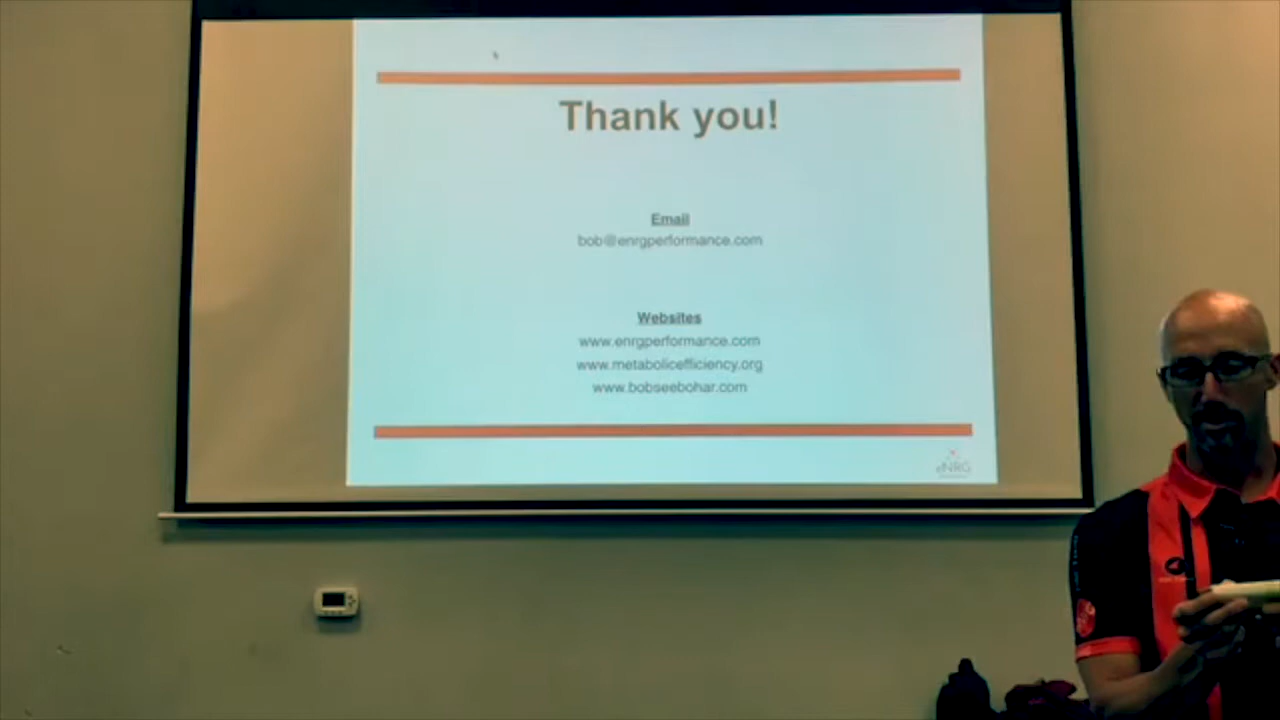 Thank you!
Email
bob@enrgperformance.com
Websites
www.enrgperformance.com
www.metabolicefficiency.org
www.bobseebohar.com
eNRG